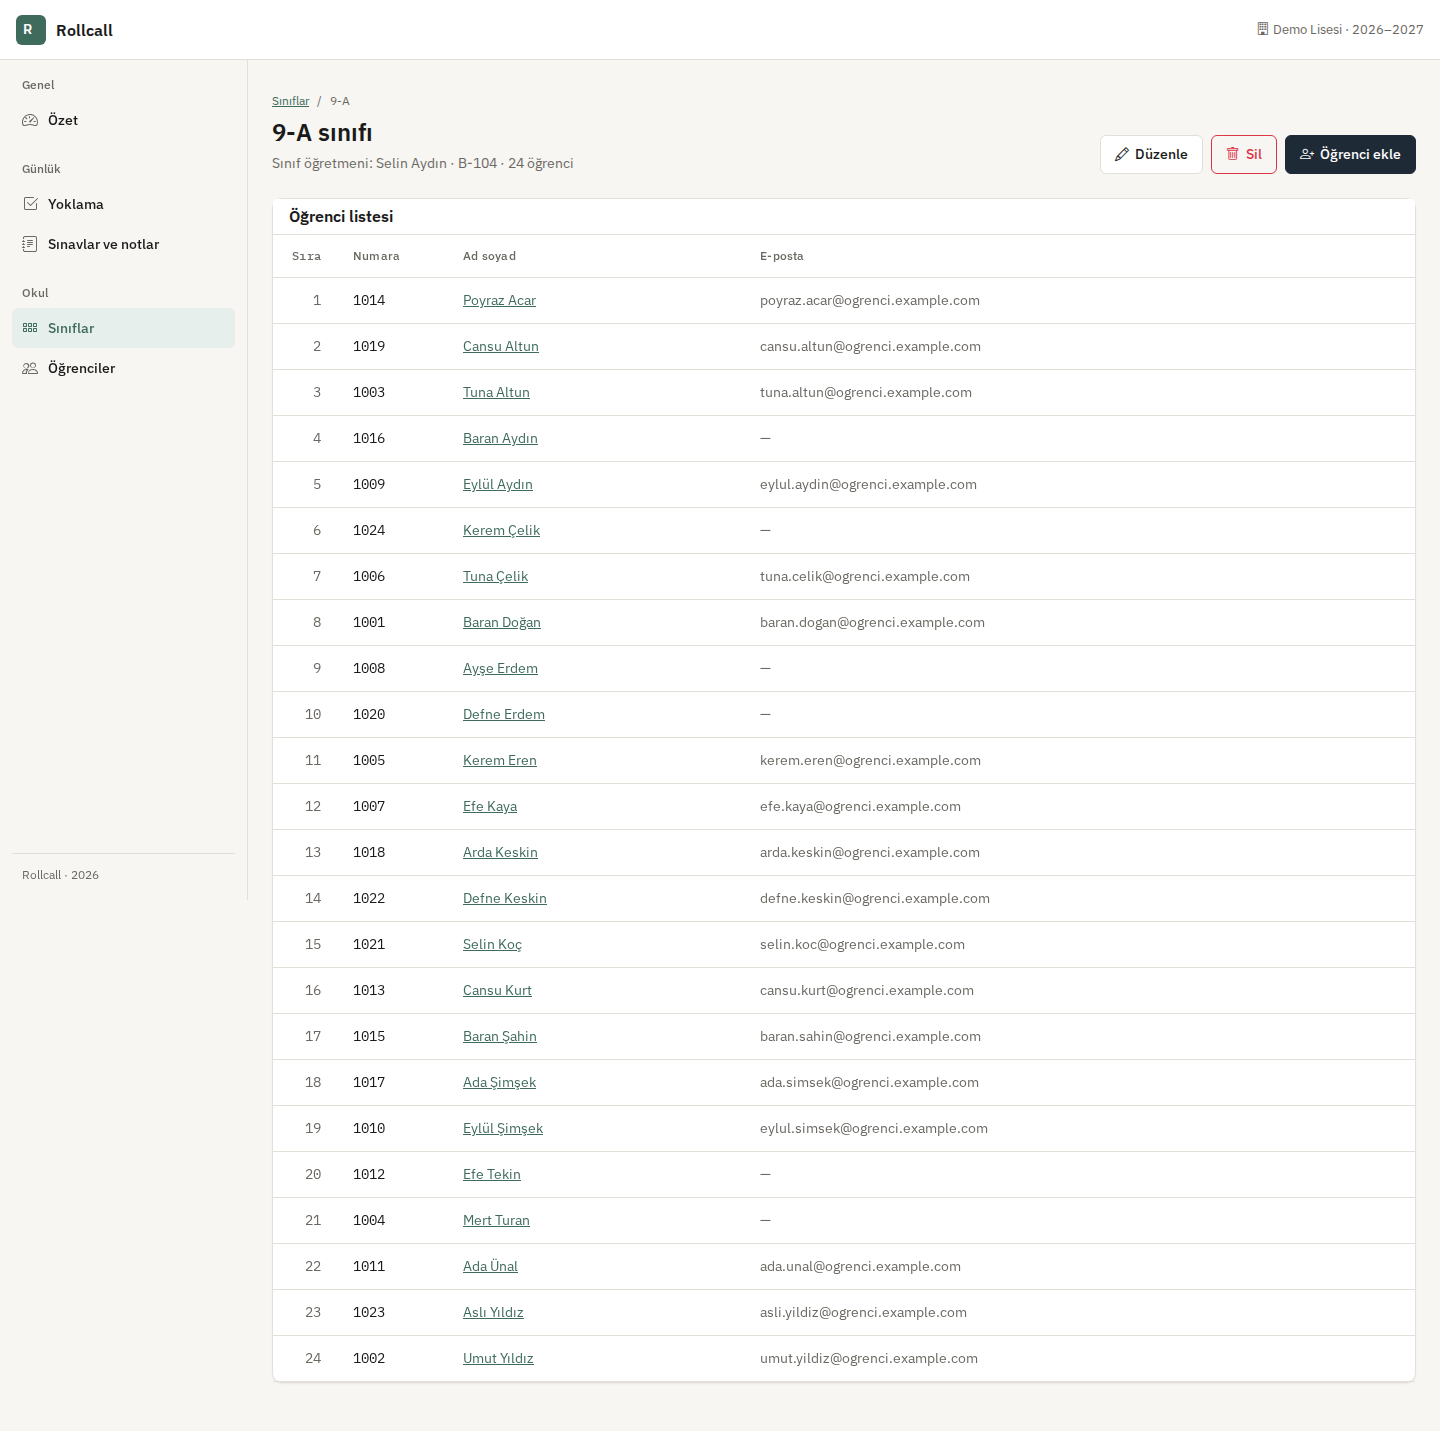 R Rollcall
Demo Lisesi · 2026–2027
Genel
Özet
Günlük
Yoklama
Sınavlar ve notlar
Okul
Sınıflar
Öğrenciler
Rollcall · 2026
Sınıflar / 9-A
9-A sınıfı
Sınıf öğretmeni: Selin Aydın · B-104 · 24 öğrenci
Düzenle Sil Öğrenci ekle
Öğrenci listesi
Sıra Numara Ad soyad E-posta
1 1014 Poyraz Acar poyraz.acar@ogrenci.example.com
2 1019 Cansu Altun cansu.altun@ogrenci.example.com
3 1003 Tuna Altun tuna.altun@ogrenci.example.com
4 1016 Baran Aydın —
5 1009 Eylül Aydın eylul.aydin@ogrenci.example.com
6 1024 Kerem Çelik —
7 1006 Tuna Çelik tuna.celik@ogrenci.example.com
8 1001 Baran Doğan baran.dogan@ogrenci.example.com
9 1008 Ayşe Erdem —
10 1020 Defne Erdem —
11 1005 Kerem Eren kerem.eren@ogrenci.example.com
12 1007 Efe Kaya efe.kaya@ogrenci.example.com
13 1018 Arda Keskin arda.keskin@ogrenci.example.com
14 1022 Defne Keskin defne.keskin@ogrenci.example.com
15 1021 Selin Koç selin.koc@ogrenci.example.com
16 1013 Cansu Kurt cansu.kurt@ogrenci.example.com
17 1015 Baran Şahin baran.sahin@ogrenci.example.com
18 1017 Ada Şimşek ada.simsek@ogrenci.example.com
19 1010 Eylül Şimşek eylul.simsek@ogrenci.example.com
20 1012 Efe Tekin —
21 1004 Mert Turan —
22 1011 Ada Ünal ada.unal@ogrenci.example.com
23 1023 Aslı Yıldız asli.yildiz@ogrenci.example.com
24 1002 Umut Yıldız umut.yildiz@ogrenci.example.com